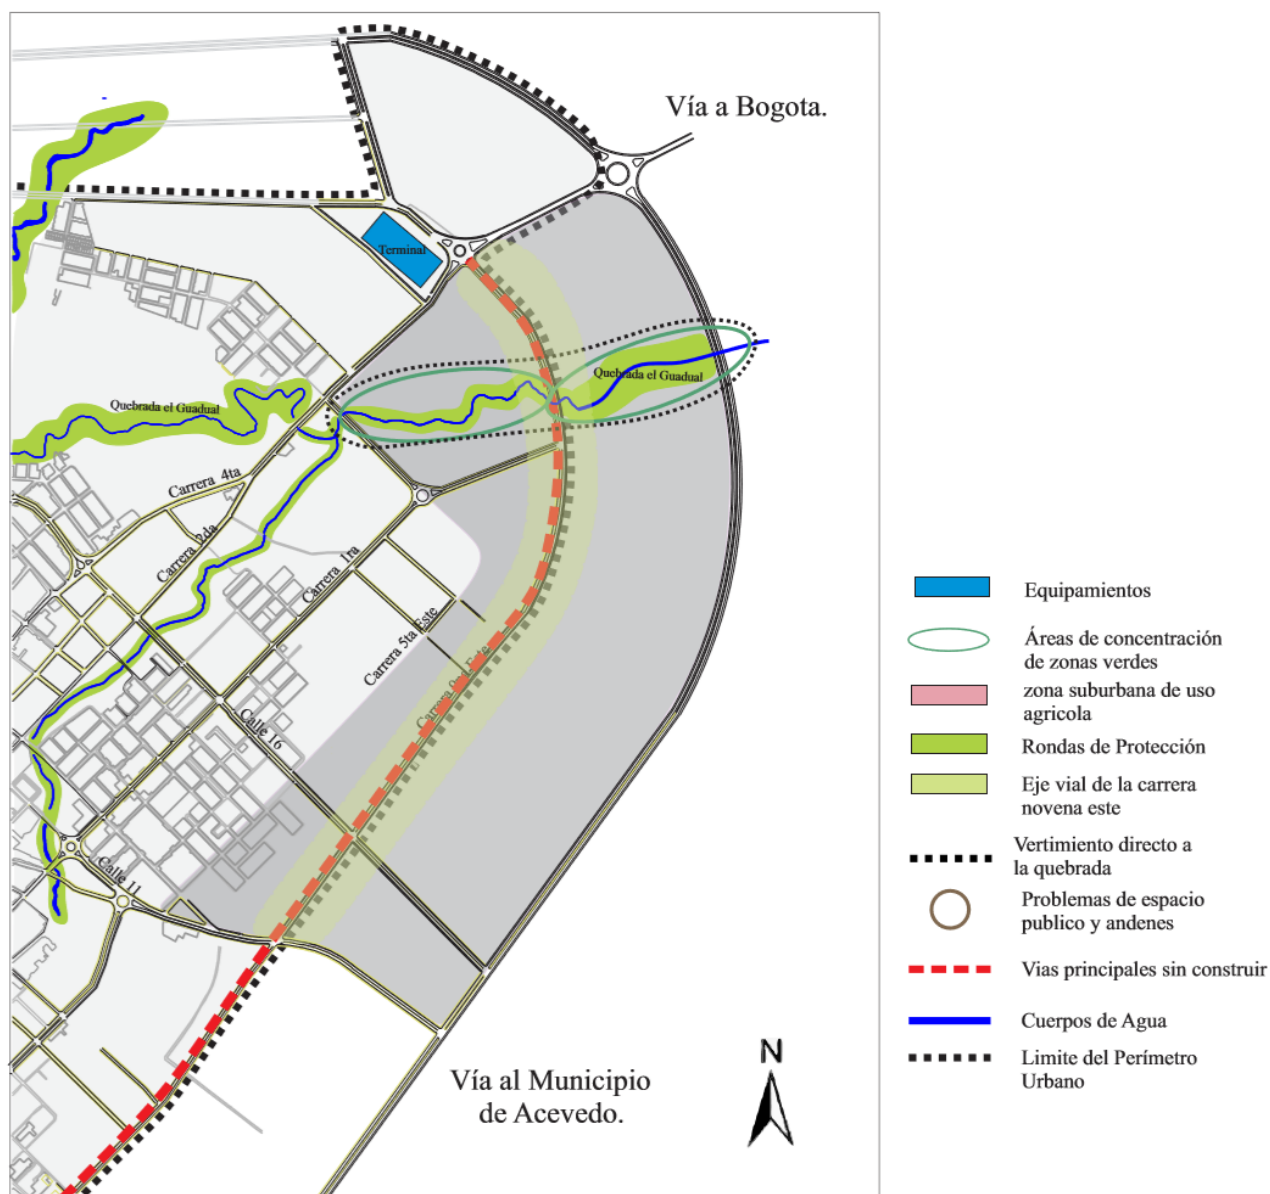 Vía a Bogota.
Terminal
Quebrada el Guadual
Quebrada el Guadual
Carrera 4ta
Carrera 2da
Carrera 1ra
Carrera 5ta Este
Calle 16
Calle 11
Vía al Municipio
de Acevedo.
N
Equipamientos
Áreas de concentración
de zonas verdes
zona suburbana de uso
agricola
Rondas de Protección
Eje vial de la carrera
novena este
Vertimiento directo a
la quebrada
Problemas de espacio
publico y andenes
Vias principales sin construir
Cuerpos de Agua
Limite del Perímetro
Urbano